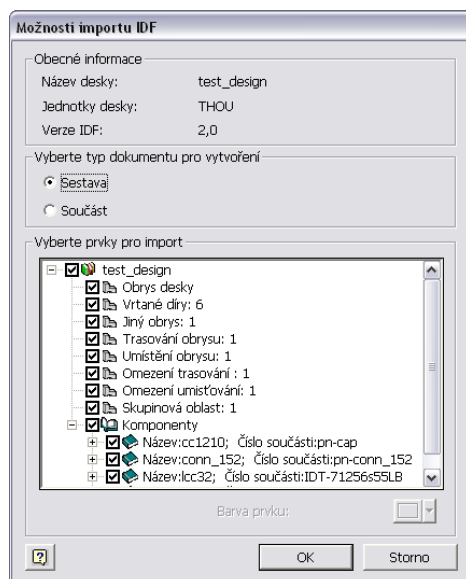 Možnosti importu IDF
Obecné informace
Název desky: test_design
Jednotky desky: THOU
Verze IDF: 2,0
Vyberte typ dokumentu pro vytvoření
Sestava
Součást
Vyberte prvky pro import
test_design
Obrys desky
Vrtané díry: 6
Jiný obrys: 1
Trasování obrysu: 1
Umístění obrysu: 1
Omezení trasování : 1
Omezení umisťování: 1
Skupinová oblast: 1
Komponenty
Název:cc1210; Číslo součásti:pn-cap
Název:conn_152; Číslo součásti:pn-conn_152
Název:lcc32; Číslo součásti:IDT-71256s55LB
Barva prvku:
OK Storno